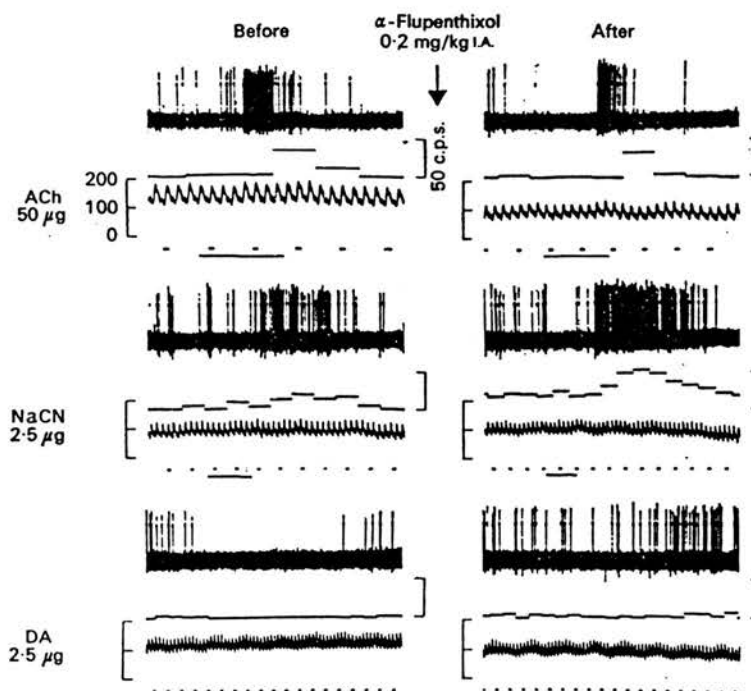 Before
α-Flupenthixol
0·2 mg/kg I.A.
After
50 c.p.s.
ACh
50 μg
200
100
0
NaCN
2·5 μg
DA
2·5 μg